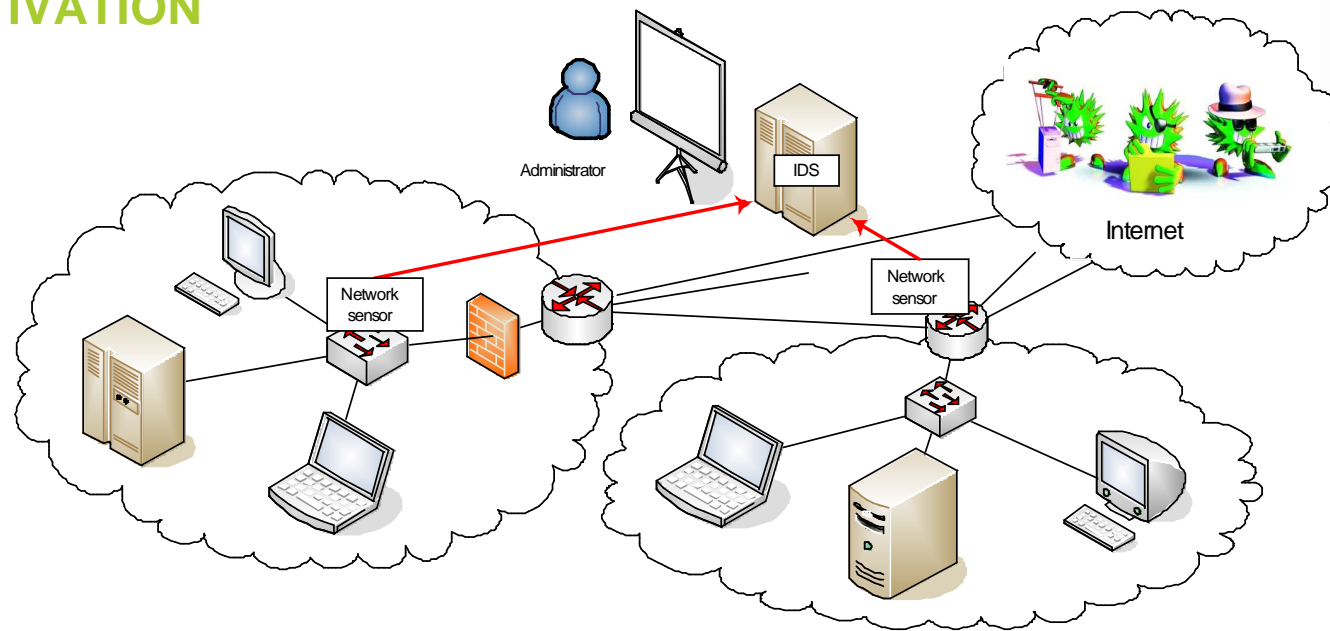 IVATION
Administrator
IDS
Internet
Network
sensor
Network
sensor